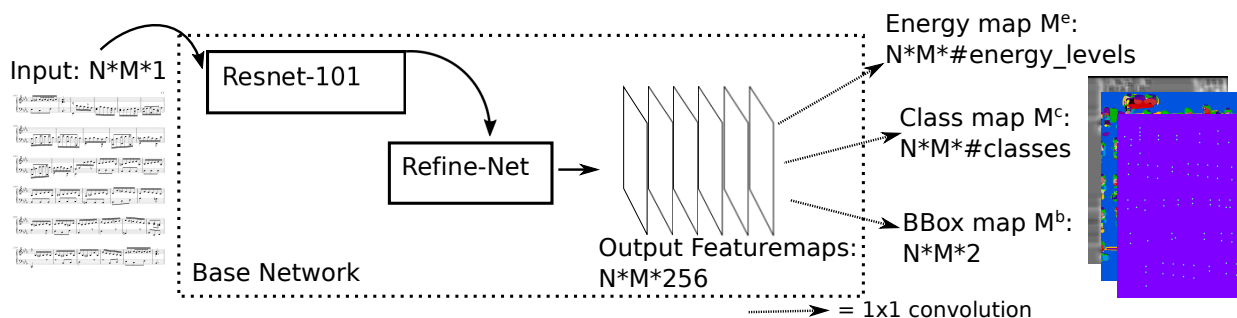 Input: N*M*1
Resnet-101
Refine-Net
Base Network
Output Featuremaps:
N*M*256
Energy map Mᵉ:
N*M*#energy_levels
Class map Mᶜ:
N*M*#classes
BBox map Mᵇ:
N*M*2
= 1x1 convolution